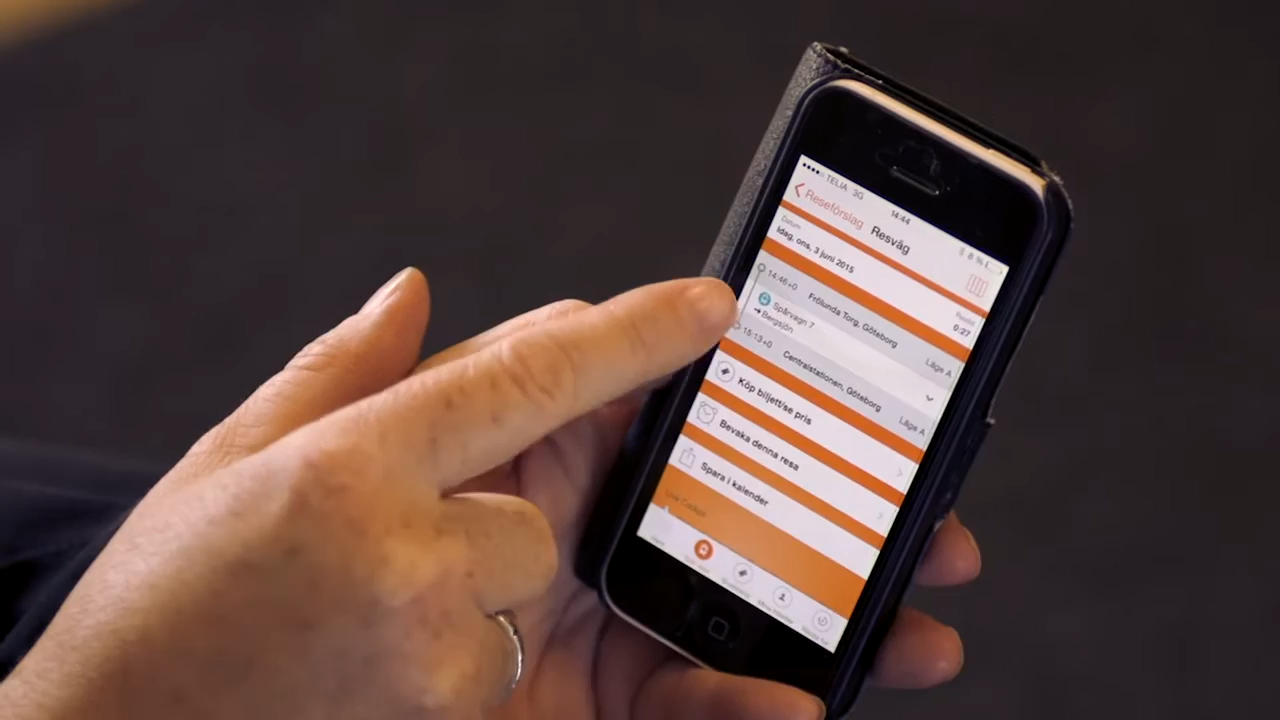 TELIA 3G 14:44 8 %
Reseförslag Resväg
Datum
Idag, ons, 3 juni 2015
Restid
0:27
14:46+0 Frölunda Torg, Göteborg Läge A
Spårvagn 7
Bergsjön
15:13+0 Centralstationen, Göteborg Läge A
Köp biljett/se pris
Bevaka denna resa
Spara i kalender